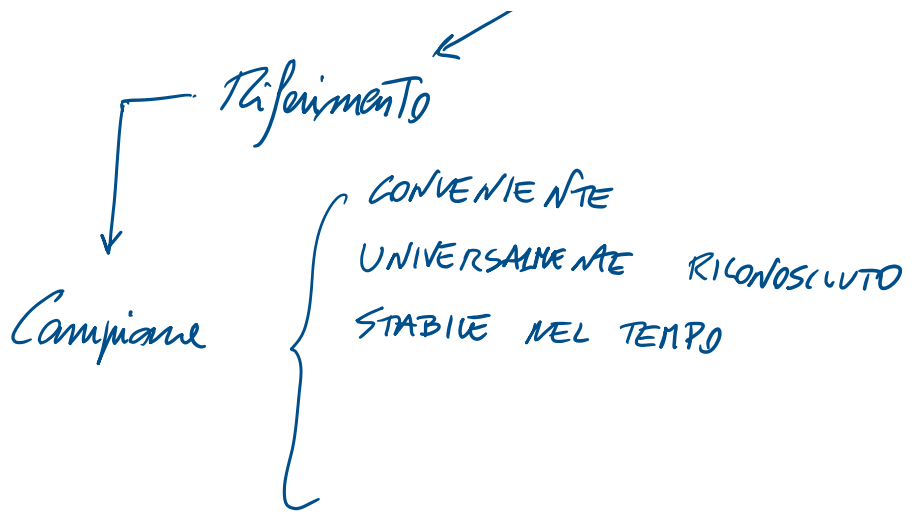 Riferimento
CONVENIENTE
UNIVERSALMENTE RICONOSCIUTO
Campione
STABILE NEL TEMPO